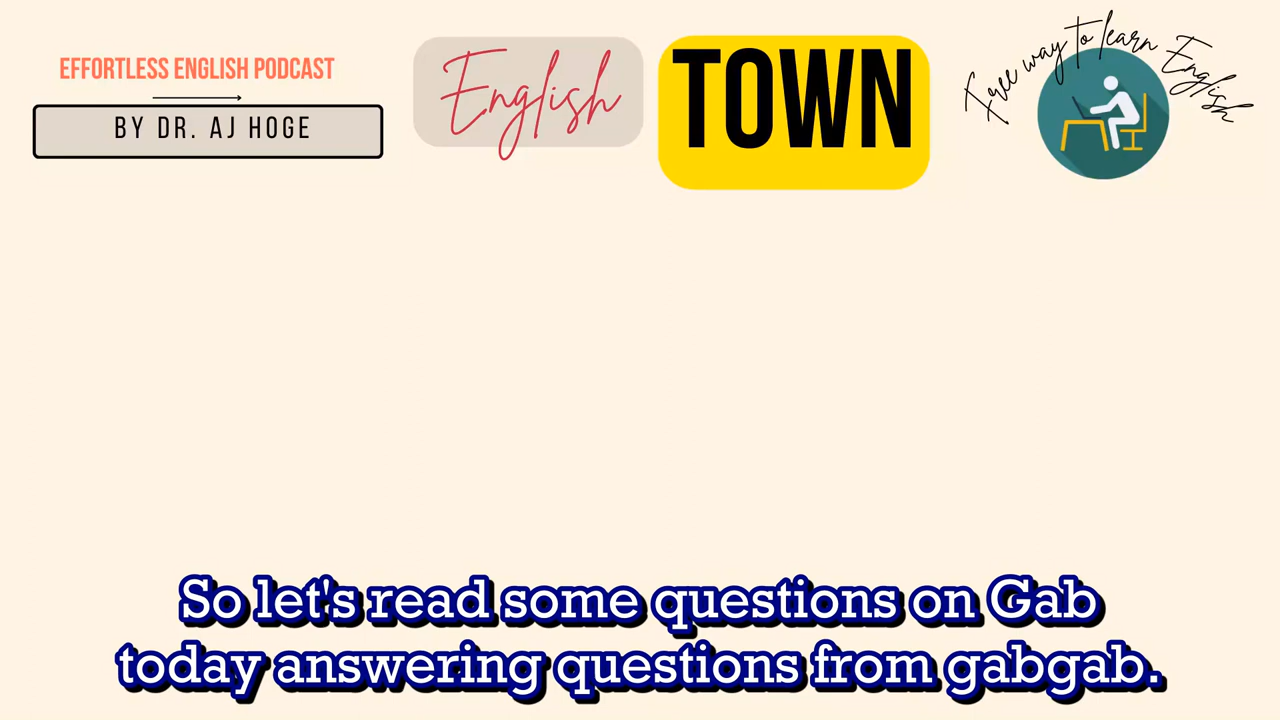 EFFORTLESS ENGLISH PODCAST
BY DR. AJ HOGE
English
TOWN
Free way to learn English
So let's read some questions on Gab
today answering questions from gabgab.